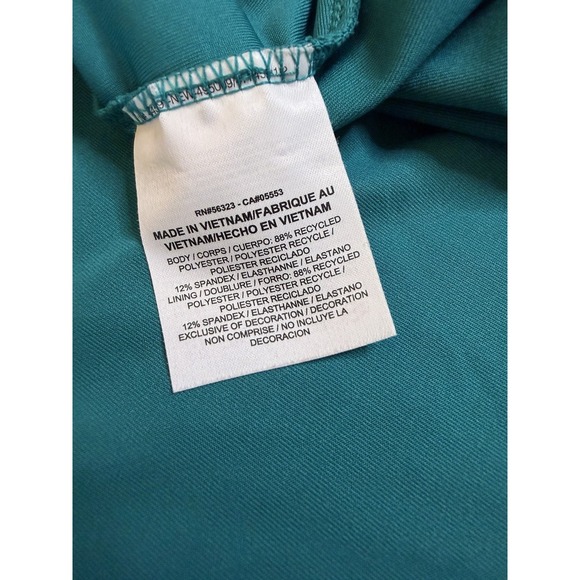 RN#56323 - CA#05553
MADE IN VIETNAM/FABRIQUE AU
VIETNAM/HECHO EN VIETNAM
BODY / CORPS / CUERPO: 88% RECYCLED
POLYESTER / POLYESTER RECYCLE /
POLIESTER RECICLADO
12% SPANDEX / ELASTHANNE / ELASTANO
LINING / DOUBLURE / FORRO: 88% RECYCLED
POLYESTER / POLYESTER RECYCLE /
POLIESTER RECICLADO
12% SPANDEX / ELASTHANNE / ELASTANO
EXCLUSIVE OF DECORATION / DECORATION
NON COMPRISE / NO INCLUYE LA
DECORACION